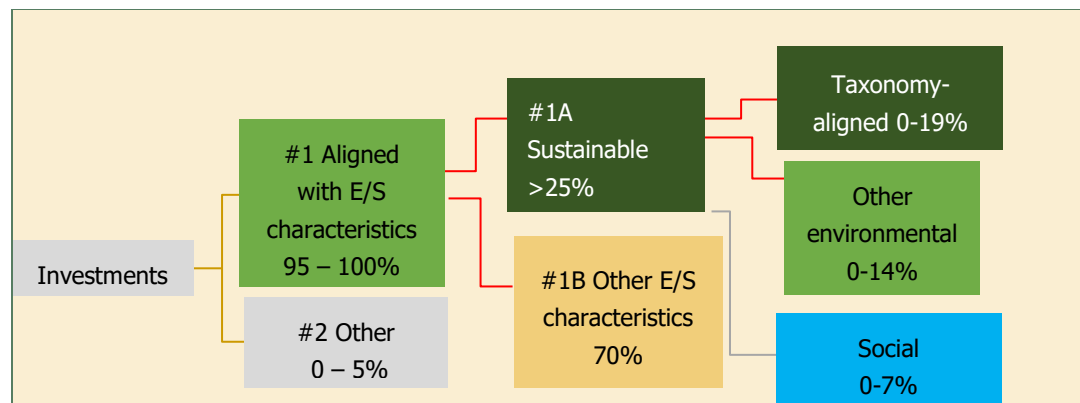 Investments
#1 Aligned
with E/S
characteristics
95 – 100%
#2 Other
0 – 5%
#1A
Sustainable
>25%
#1B Other E/S
characteristics
70%
Taxonomy-
aligned 0-19%
Other
environmental
0-14%
Social
0-7%